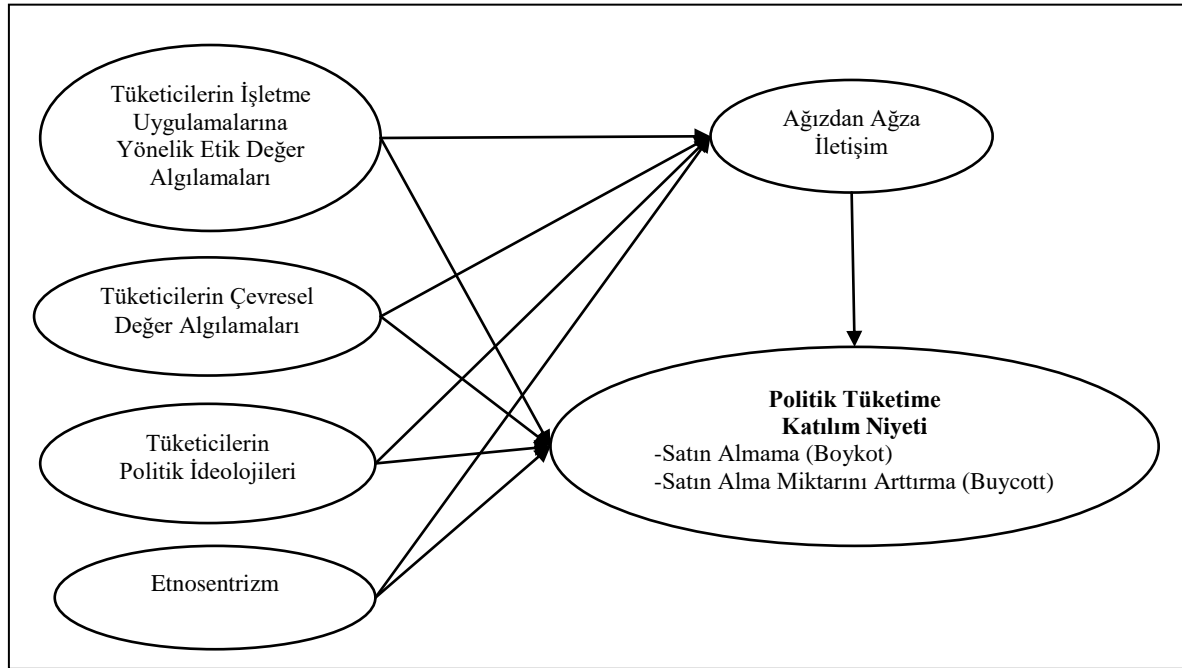 Tüketicilerin İşletme
Uygulamalarına
Yönelik Etik Değer
Algılamaları
Ağızdan Ağza
İletişim
Tüketicilerin Çevresel
Değer Algılamaları
Tüketicilerin
Politik İdeolojileri
Etnosentrizm
Politik Tüketime
Katılım Niyeti
-Satın Almama (Boykot)
-Satın Alma Miktarını Arttırma (Buycott)